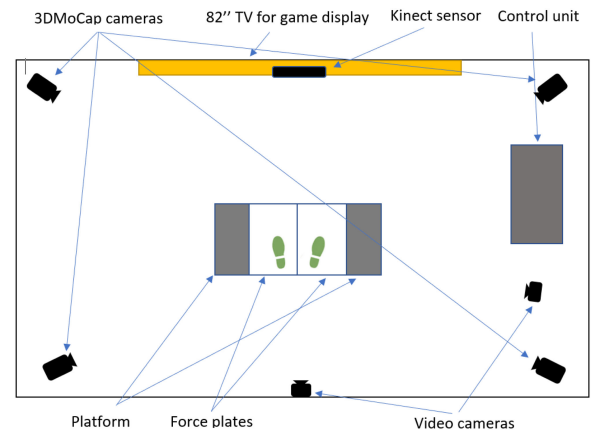 3DMoCap cameras
82’’ TV for game display
Kinect sensor
Control unit
Platform
Force plates
Video cameras